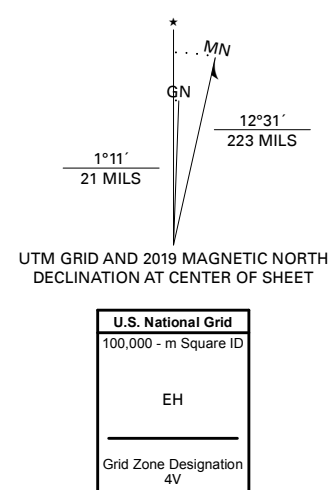 ★
MN
GN
12°31´
223 MILS
1°11´
21 MILS
UTM GRID AND 2019 MAGNETIC NORTH
DECLINATION AT CENTER OF SHEET
U.S. National Grid
100,000 - m Square ID
EH
Grid Zone Designation
4V